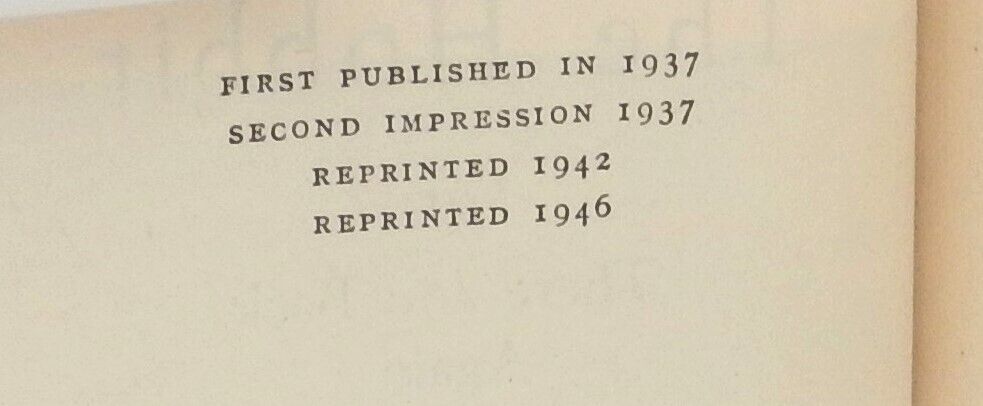 FIRST PUBLISHED IN 1937
SECOND IMPRESSION 1937
REPRINTED 1942
REPRINTED 1946